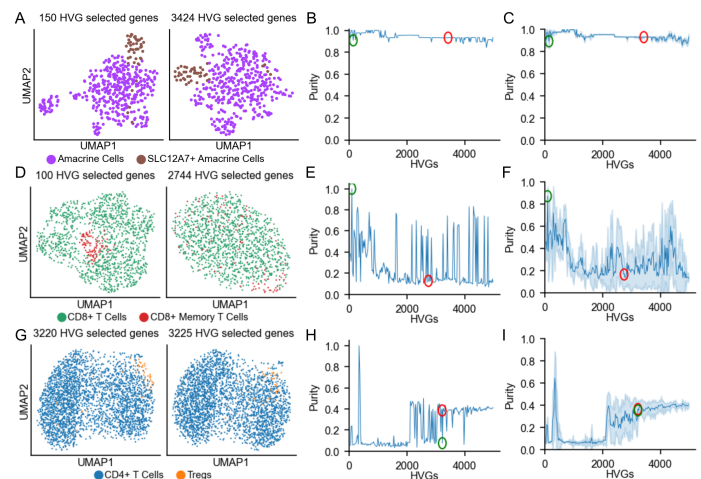 A
150 HVG selected genes
3424 HVG selected genes
UMAP2
UMAP1
UMAP1
Amacrine Cells
SLC12A7+ Amacrine Cells
B
Purity
1.0
0.8
0.6
0.4
0.2
0.0
0
2000
4000
HVGs
C
Purity
1.0
0.8
0.6
0.4
0.2
0.0
0
2000
4000
HVGs
D
100 HVG selected genes
2744 HVG selected genes
UMAP2
UMAP1
UMAP1
CD8+ T Cells
CD8+ Memory T Cells
E
Purity
1.0
0.8
0.6
0.4
0.2
0.0
0
2000
4000
HVGs
F
Purity
1.0
0.8
0.6
0.4
0.2
0.0
0
2000
4000
HVGs
G
3220 HVG selected genes
3225 HVG selected genes
UMAP2
UMAP1
UMAP1
CD4+ T Cells
Tregs
H
Purity
1.0
0.8
0.6
0.4
0.2
0.0
0
2000
4000
HVGs
I
Purity
1.0
0.8
0.6
0.4
0.2
0.0
0
2000
4000
HVGs